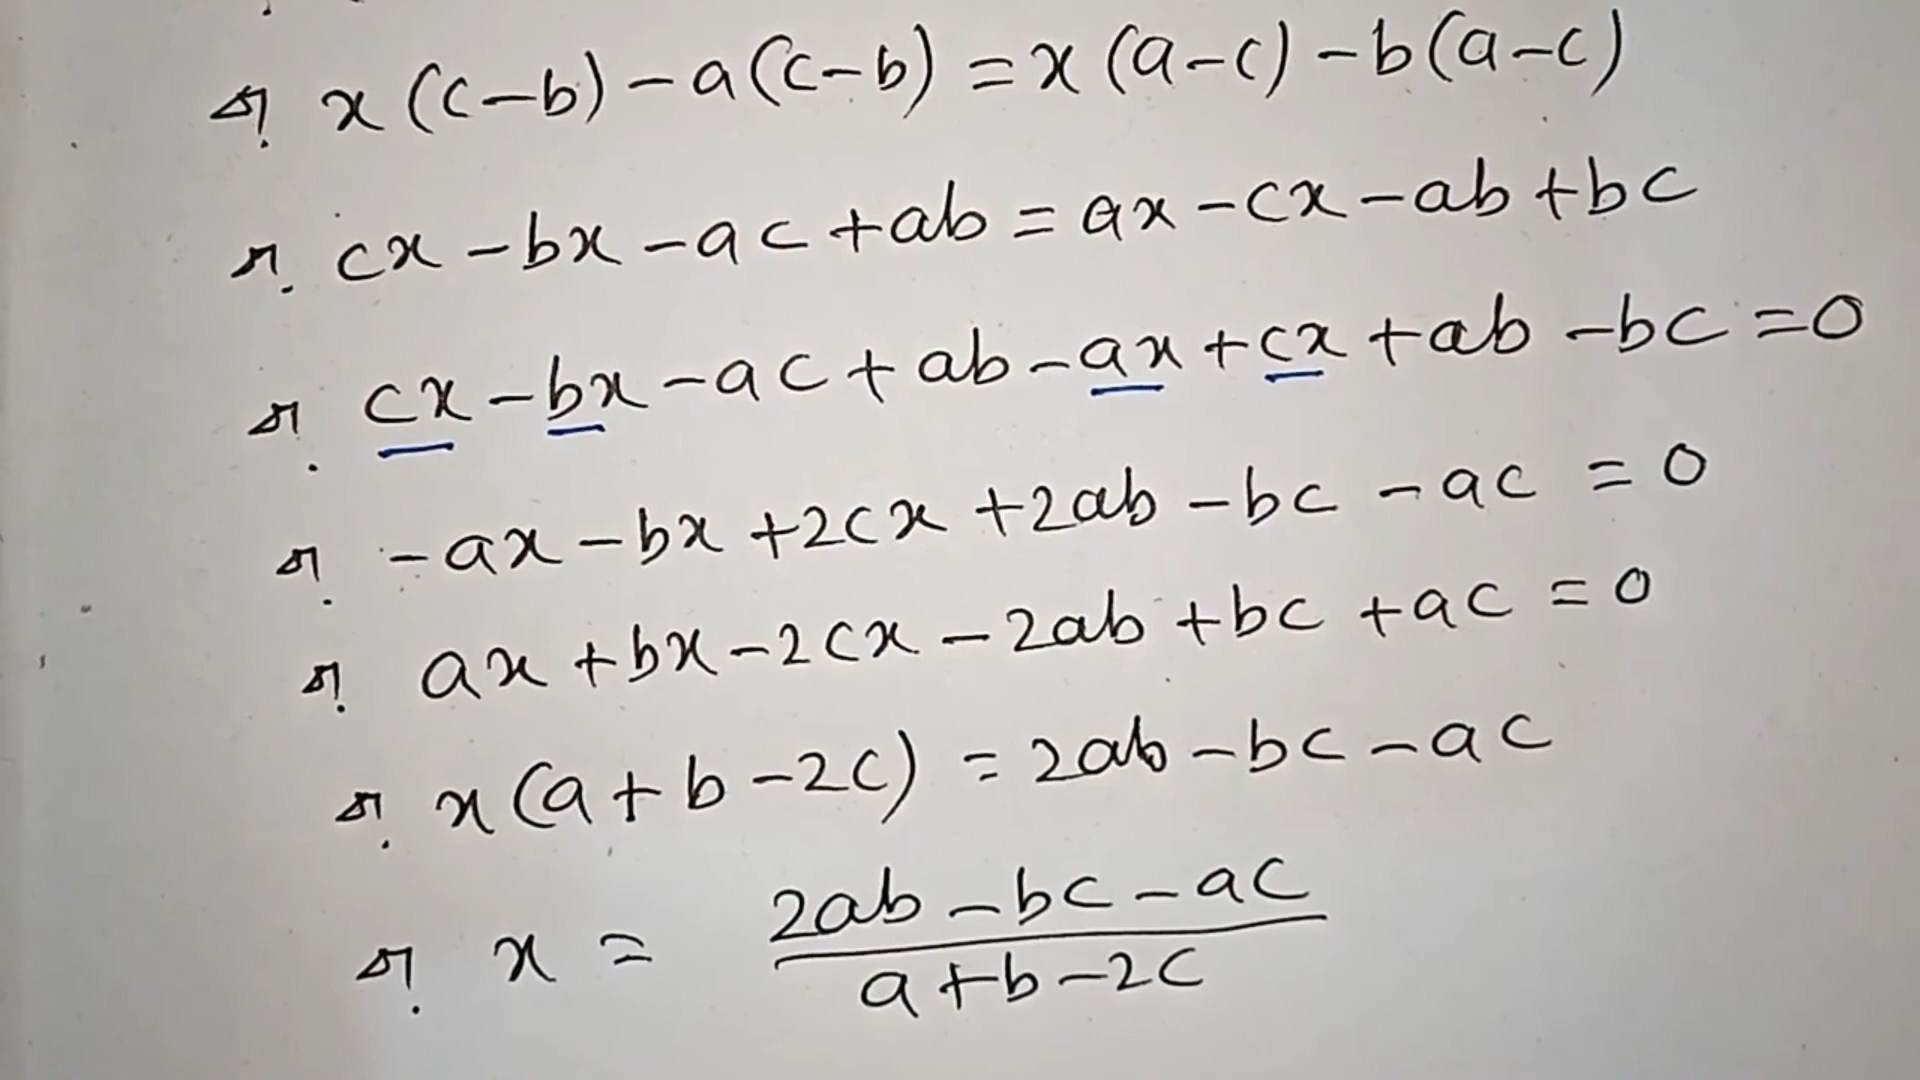 বা, x(c-b)-a(c-b)=x(a-c)-b(a-c)
বা, cx-bx-ac+ab=ax-cx-ab+bc
বা, cx-bx-ac+ab-ax+cx+ab-bc=0
বা, -ax-bx+2cx+2ab-bc-ac=0
বা, ax+bx-2cx-2ab+bc+ac=0
বা, x(a+b-2c)=2ab-bc-ac
বা, x=\frac{2ab-bc-ac}{a+b-2c}